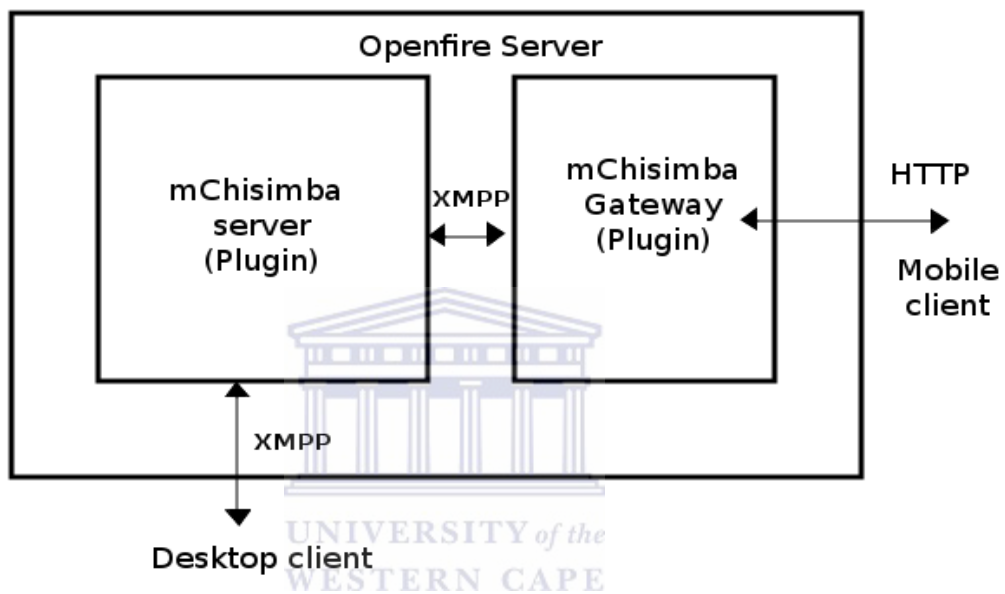 Openfire Server
mChisimba
server
(Plugin)
XMPP
mChisimba
Gateway
(Plugin)
HTTP
Mobile
client
XMPP
Desktop client
UNIVERSITY of the
WESTERN CAPE